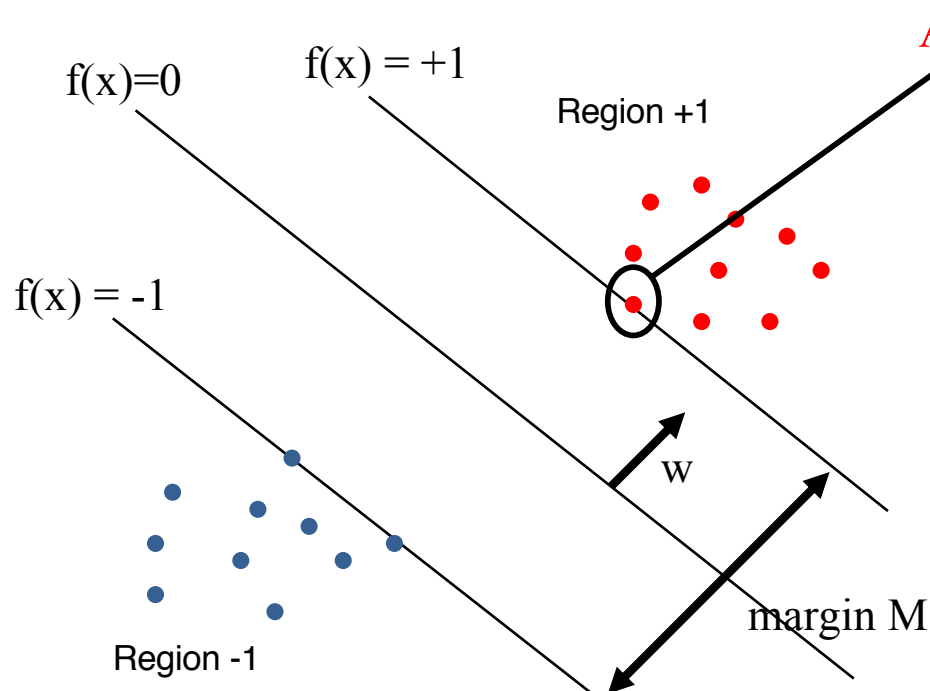 f(x)=0
f(x) = +1
Region +1
f(x) = -1
w
margin M
Region -1